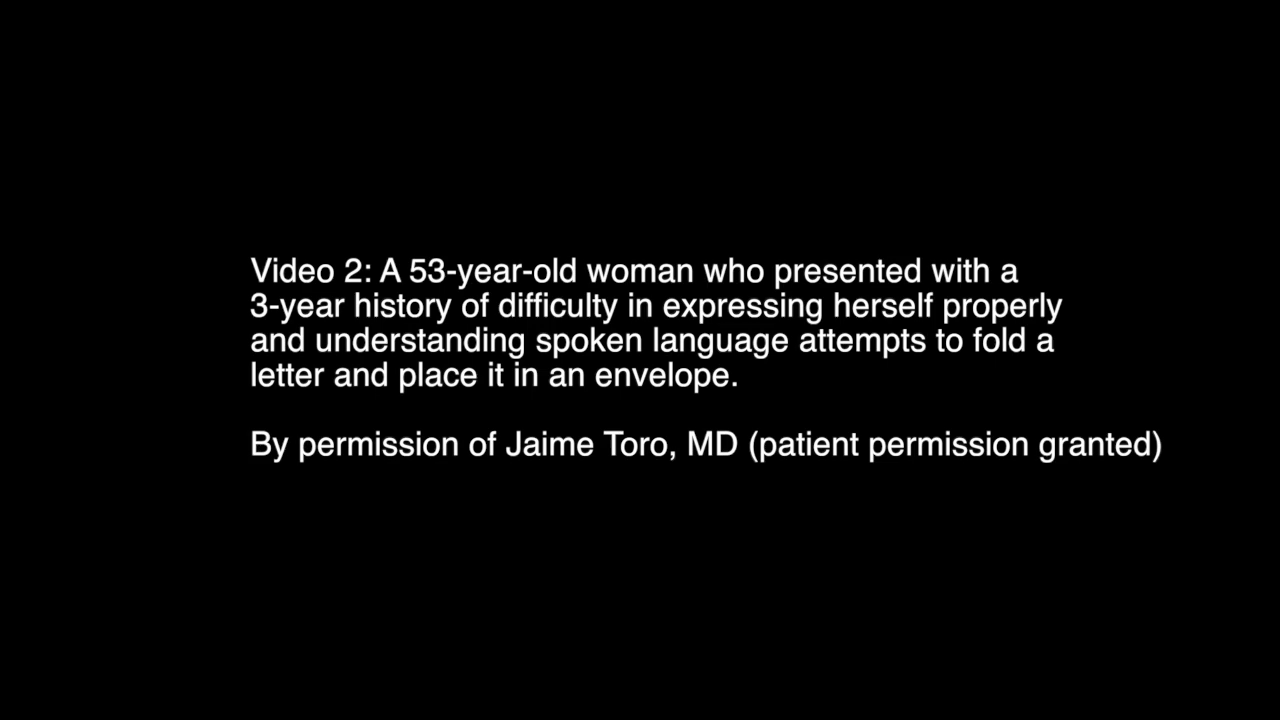 Video 2: A 53-year-old woman who presented with a
3-year history of difficulty in expressing herself properly
and understanding spoken language attempts to fold a
letter and place it in an envelope.
By permission of Jaime Toro, MD (patient permission granted)